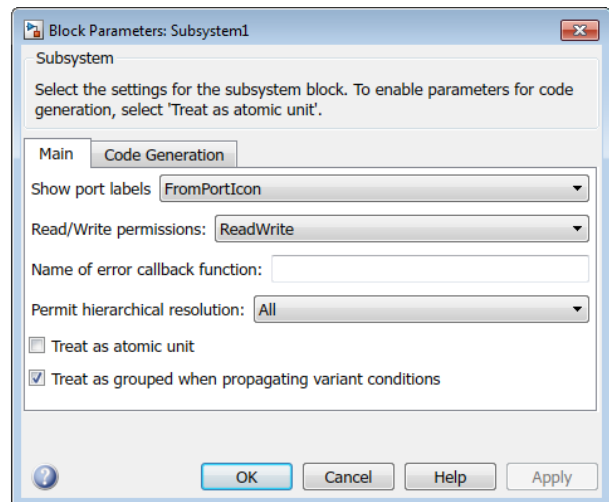 Block Parameters: Subsystem1
Subsystem
Select the settings for the subsystem block. To enable parameters for code
generation, select 'Treat as atomic unit'.
Main Code Generation
Show port labels FromPortIcon
Read/Write permissions: ReadWrite
Name of error callback function:
Permit hierarchical resolution: All
Treat as atomic unit
Treat as grouped when propagating variant conditions
? OK Cancel Help Apply